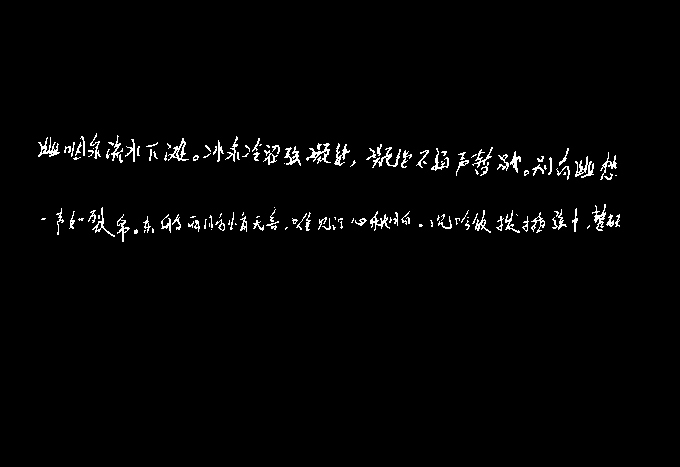 幽咽泉流水下滩。冰泉冷涩弦凝绝，凝绝不通声暂歇。别有幽愁
一声如裂帛。东船西舫悄无言，唯见江心秋月白。沉吟放拨插弦中，整顿